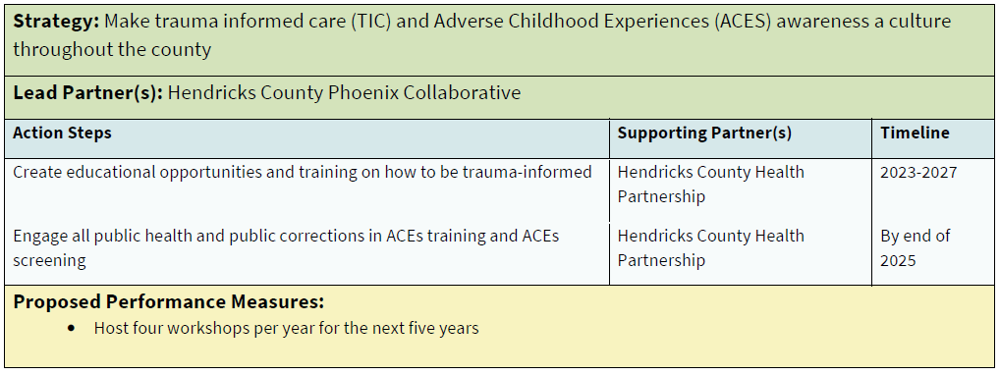 Strategy: Make trauma informed care (TIC) and Adverse Childhood Experiences (ACES) awareness a culture
throughout the county
Lead Partner(s): Hendricks County Phoenix Collaborative
Action Steps
Supporting Partner(s)
Timeline
Create educational opportunities and training on how to be trauma-informed
Hendricks County Health
Partnership
2023-2027
Engage all public health and public corrections in ACEs training and ACEs
screening
Hendricks County Health
Partnership
By end of
2025
Proposed Performance Measures:
• Host four workshops per year for the next five years